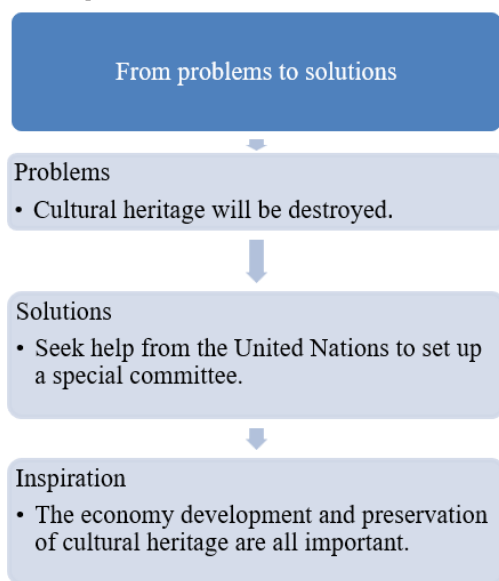 From problems to solutions
Problems
• Cultural heritage will be destroyed.
Solutions
• Seek help from the United Nations to set up
a special committee.
Inspiration
• The economy development and preservation
of cultural heritage are all important.